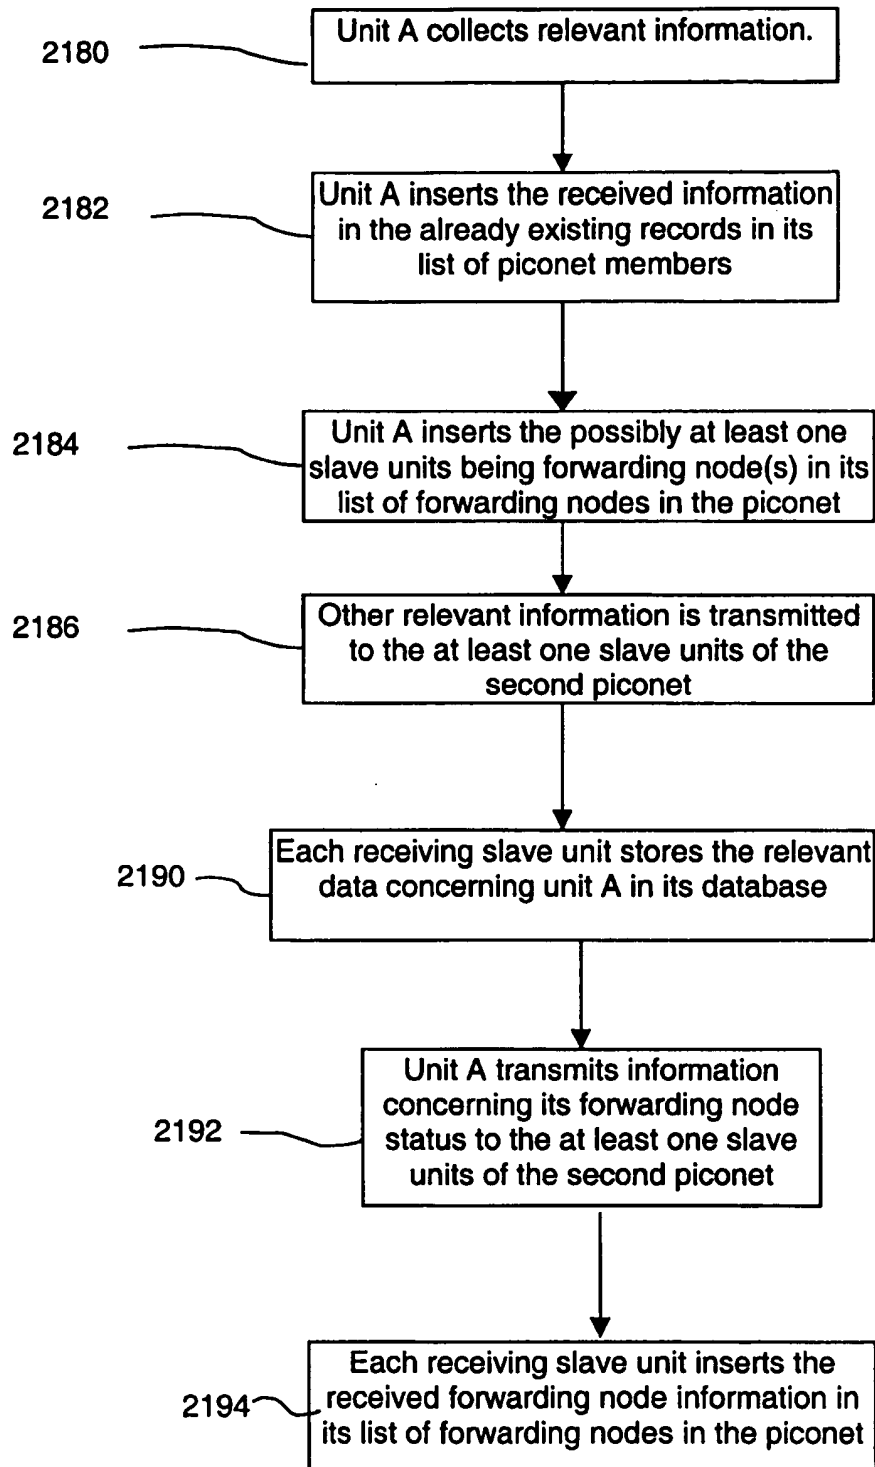 Unit A collects relevant information.
2180
Unit A inserts the received information
in the already existing records in its
list of piconet members
2182
Unit A inserts the possibly at least one
slave units being forwarding node(s) in its
list of forwarding nodes in the piconet
2184
Other relevant information is transmitted
to the at least one slave units of the
second piconet
2186
Each receiving slave unit stores the relevant
data concerning unit A in its database
2190
Unit A transmits information
concerning its forwarding node
status to the at least one slave
units of the second piconet
2192
Each receiving slave unit inserts the
received forwarding node information in
its list of forwarding nodes in the piconet
2194